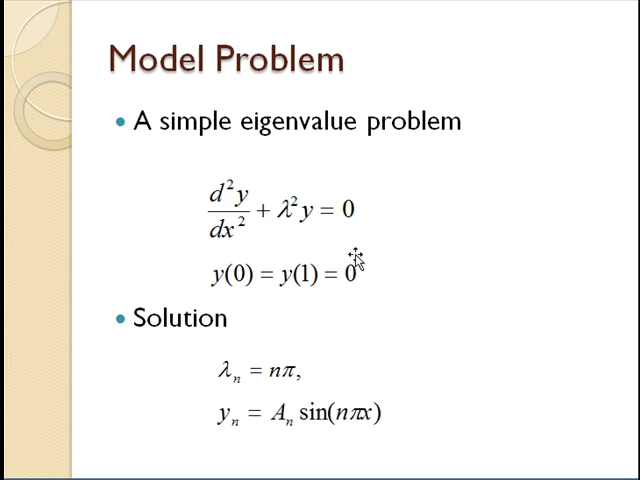 Model Problem
A simple eigenvalue problem
d²y/dx² + λ²y = 0
y(0) = y(1) = 0
Solution
λₙ = nπ,
yₙ = Aₙ sin(nπx)